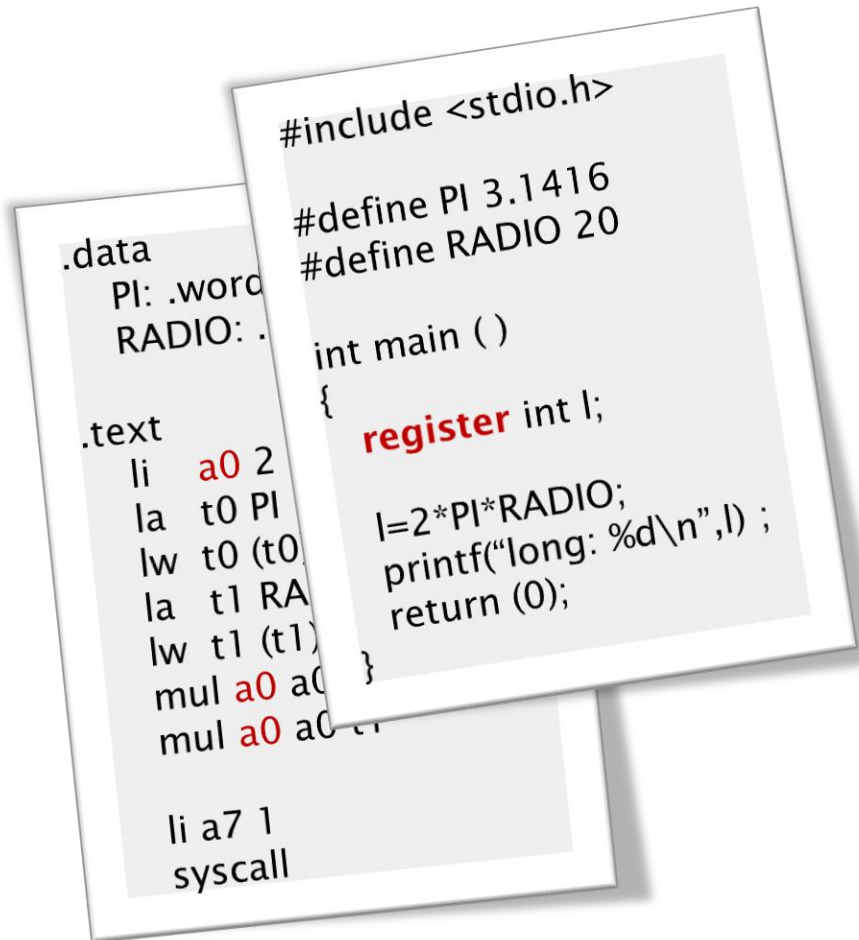 #include <stdio.h>
#define PI 3.1416
#define RADIO 20
int main ( )
{
register int l;
l=2*PI*RADIO;
printf("long: %d\n”,l) ;
return (0);
}
.data
PI: .word
RADIO: .
.text
li a0 2
la t0 PI
lw t0 (t0
la t1 RA
lw t1 (t1)
mul a0 a0
mul a0 a0 t1
li a7 1
syscall